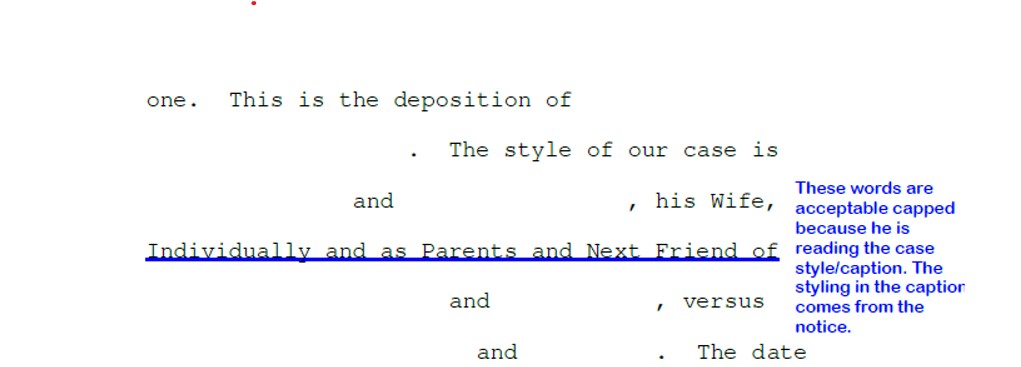 one.  This is the deposition of
.  The style of our case is
and , his Wife,
Individually and as Parents and Next Friend of
and , versus
and .  The date
These words are
acceptable capped
because he is
reading the case
style/caption. The
styling in the caption
comes from the
notice.